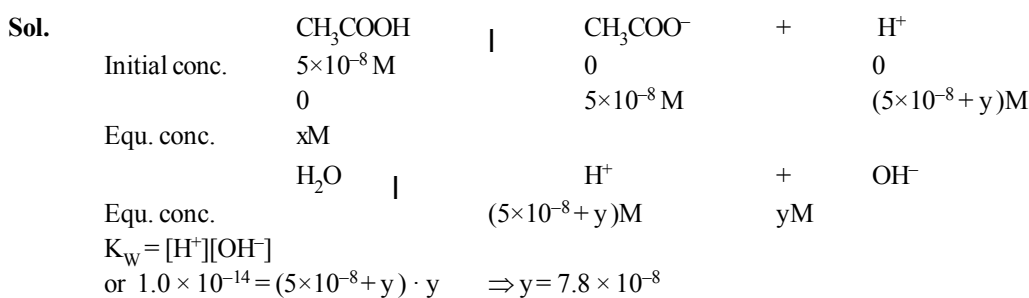 Sol. CH₃COOH | CH₃COO⁻ + H⁺
Initial conc. 5×10⁻⁸ M 0 0
0 5×10⁻⁸ M (5×10⁻⁸ + y)M
Equ. conc. xM
H₂O | H⁺ + OH⁻
Equ. conc. (5×10⁻⁸ + y)M yM
K_W = [H⁺][OH⁻]
or 1.0 × 10⁻¹⁴ = (5×10⁻⁸ + y) · y ⇒ y = 7.8 × 10⁻⁸